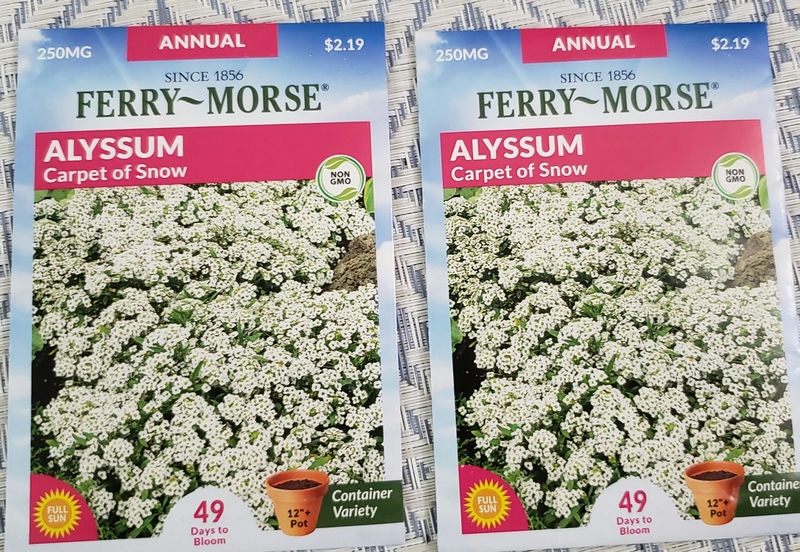 250MG
ANNUAL
$2.19
SINCE 1856
FERRY~MORSE®
ALYSSUM
Carpet of Snow
NON
GMO
FULL
SUN
49
Days to
Bloom
12"+
Pot
Container
Variety
250MG
ANNUAL
$2.19
SINCE 1856
FERRY~MORSE®
ALYSSUM
Carpet of Snow
NON
GMO
FULL
SUN
49
Days to
Bloom
12"+
Pot
Container
Variety